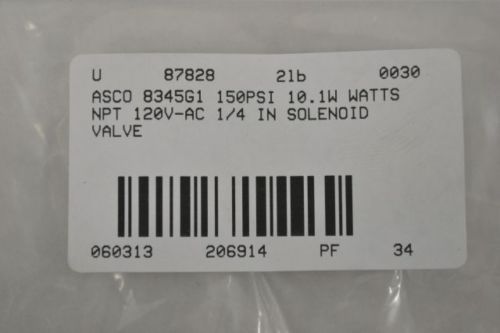 U 87828 2lb 0030
ASCO 8345G1 150PSI 10.1W WATTS
NPT 120V-AC 1/4 IN SOLENOID
VALVE
060313 206914 PF 34